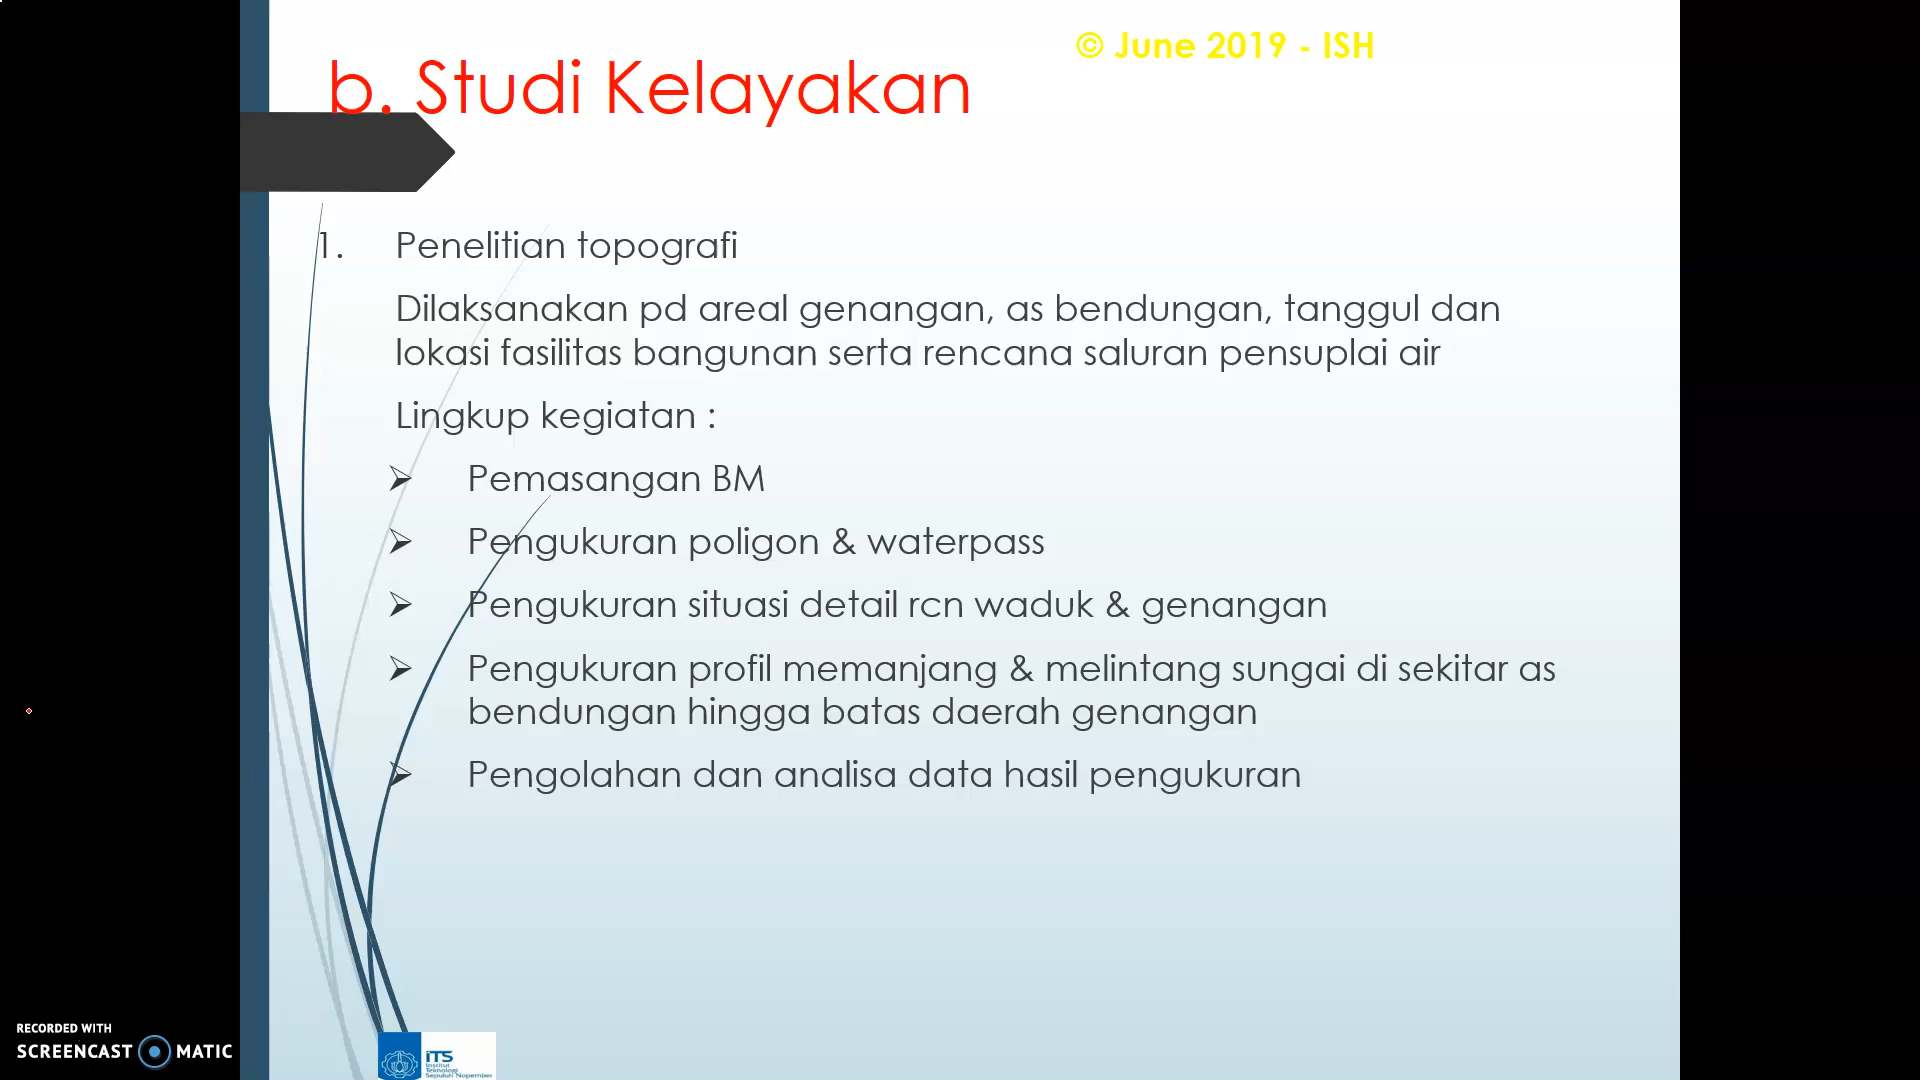 © June 2019 - ISH
b. Studi Kelayakan
1. Penelitian topografi
Dilaksanakan pd areal genangan, as bendungan, tanggul dan
lokasi fasilitas bangunan serta rencana saluran pensuplai air
Lingkup kegiatan :
➢ Pemasangan BM
➢ Pengukuran poligon & waterpass
➢ Pengukuran situasi detail rcn waduk & genangan
➢ Pengukuran profil memanjang & melintang sungai di sekitar as
bendungan hingga batas daerah genangan
➢ Pengolahan dan analisa data hasil pengukuran
RECORDED WITH
SCREENCAST MATIC
ITS
Institut
Teknologi
Sepuluh Nopember